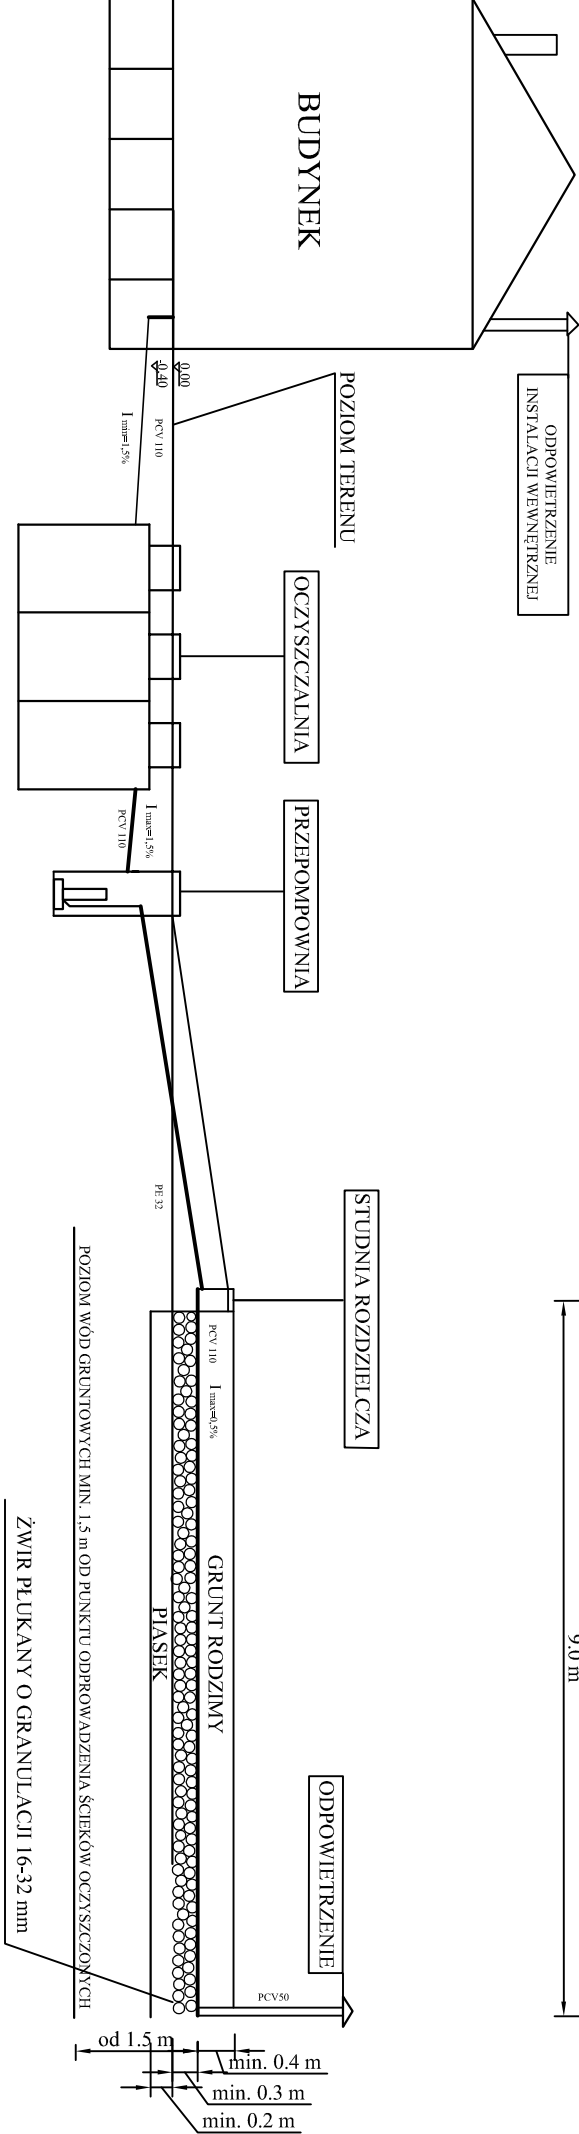 BUDYNEK
ODPOWIETRZENIE
INSTALACJI WEWNĘTRZNEJ
POZIOM TERENU
0.00
-0.40
PCV 110
I min=1,5%
OCZYSZCZALNIA
I max=1,5%
PCV 110
PRZEPOMPOWNIA
PE 32
STUDNIA ROZDZIELCZA
9.0 m
PCV 110
I max=0,5%
GRUNT RODZIMY
PIASEK
POZIOM WÓD GRUNTOWYCH MIN. 1,5 m OD PUNKTU ODPROWADZENIA ŚCIEKÓW OCZYSZCZONYCH
ŻWIR PŁUKANY O GRANULACJI 16-32 mm
ODPOWIETRZENIE
PCV50
od 1.5 m
min. 0.4 m
min. 0.3 m
min. 0.2 m